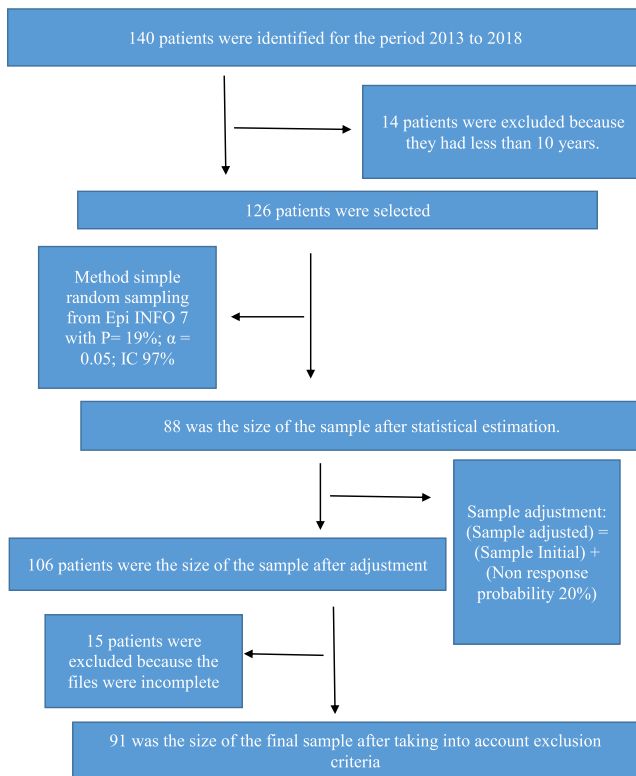 140 patients were identified for the period 2013 to 2018
14 patients were excluded because
they had less than 10 years.
126 patients were selected
Method simple
random sampling
from Epi INFO 7
with P= 19%; α =
0.05; IC 97%
88 was the size of the sample after statistical estimation.
Sample adjustment:
(Sample adjusted) =
(Sample Initial) +
(Non response
probability 20%)
106 patients were the size of the sample after adjustment
15 patients were
excluded because the
files were incomplete
91 was the size of the final sample after taking into account exclusion
criteria